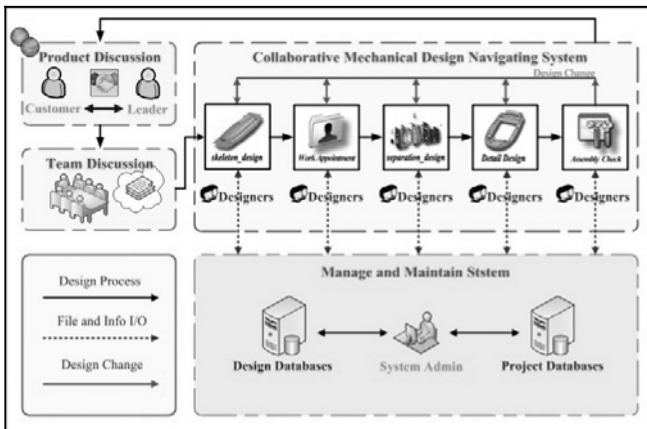 Product Discussion
Customer
Leader
Team Discussion
Collaborative Mechanical Design Navigating System
Design Change
skeleton_design
Work Appointment
separation_design
Detail Design
Assembly Check
Designers
Designers
Designers
Designers
Designers
Design Process
File and Info I/O
Design Change
Manage and Maintain Ststem
Design Databases
System Admin
Project Databases